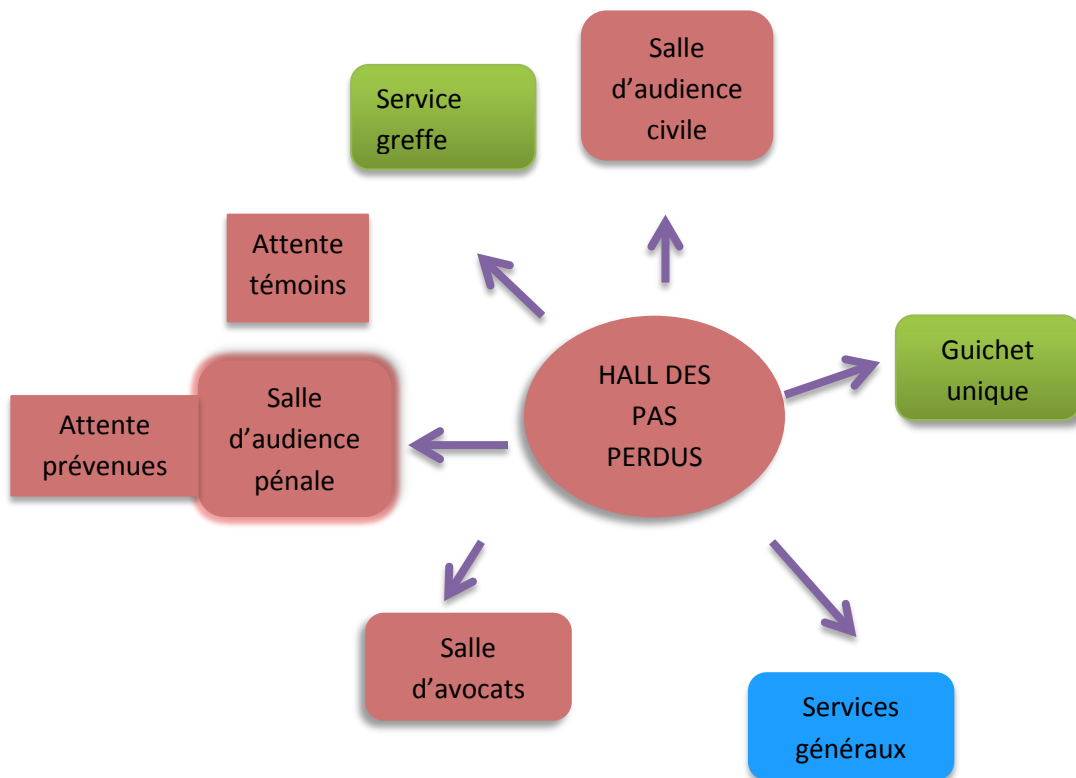 Salle
d’audience
civile
Service
greffe
Attente
témoins
Guichet
unique
HALL DES
PAS
PERDUS
Salle
d’audience
pénale
Attente
prévenues
Salle
d’avocats
Services
généraux